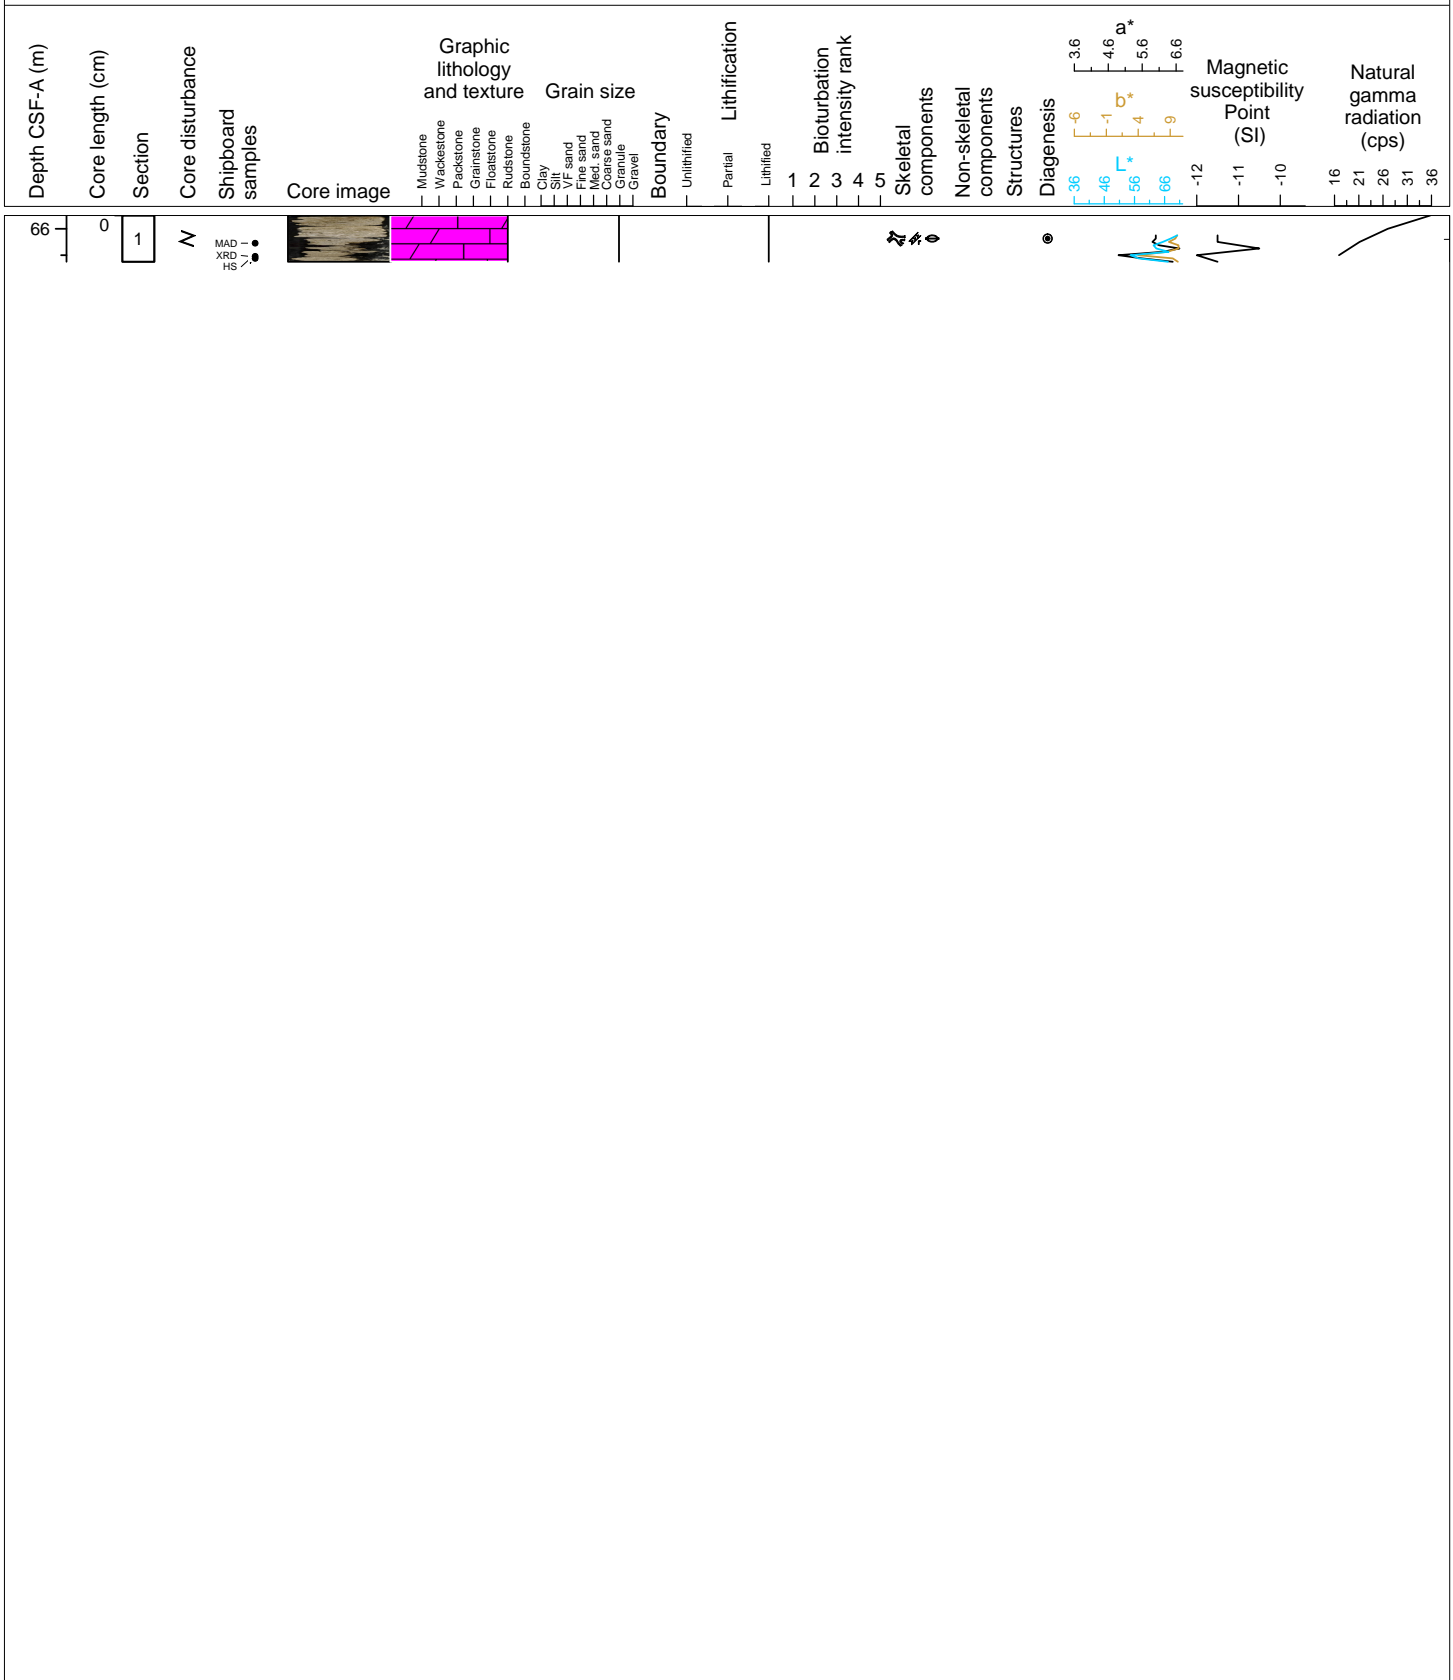 Depth CSF-A (m)
Core length (cm)
Section
Core disturbance
Shipboard
samples
Core image
Graphic
lithology
and texture
Mudstone
Wackestone
Packstone
Grainstone
Floatstone
Rudstone
Boundstone
Grain size
Clay
Silt
VF sand
Fine sand
Med. sand
Coarse sand
Granule
Gravel
Boundary
Lithification
Unlithified
Partial
Lithified
Bioturbation
intensity rank
1 2 3 4 5
Skeletal
components
Non-skeletal
components
Structures
Diagenesis
a*
3.6 4.6 5.6 6.6
b*
-6 -1 4 9
L*
36 46 56 66
Magnetic
susceptibility
Point
(SI)
-12 -11 -10
Natural
gamma
radiation
(cps)
16 21 26 31 36
66
0
1
MAD
XRD
HS